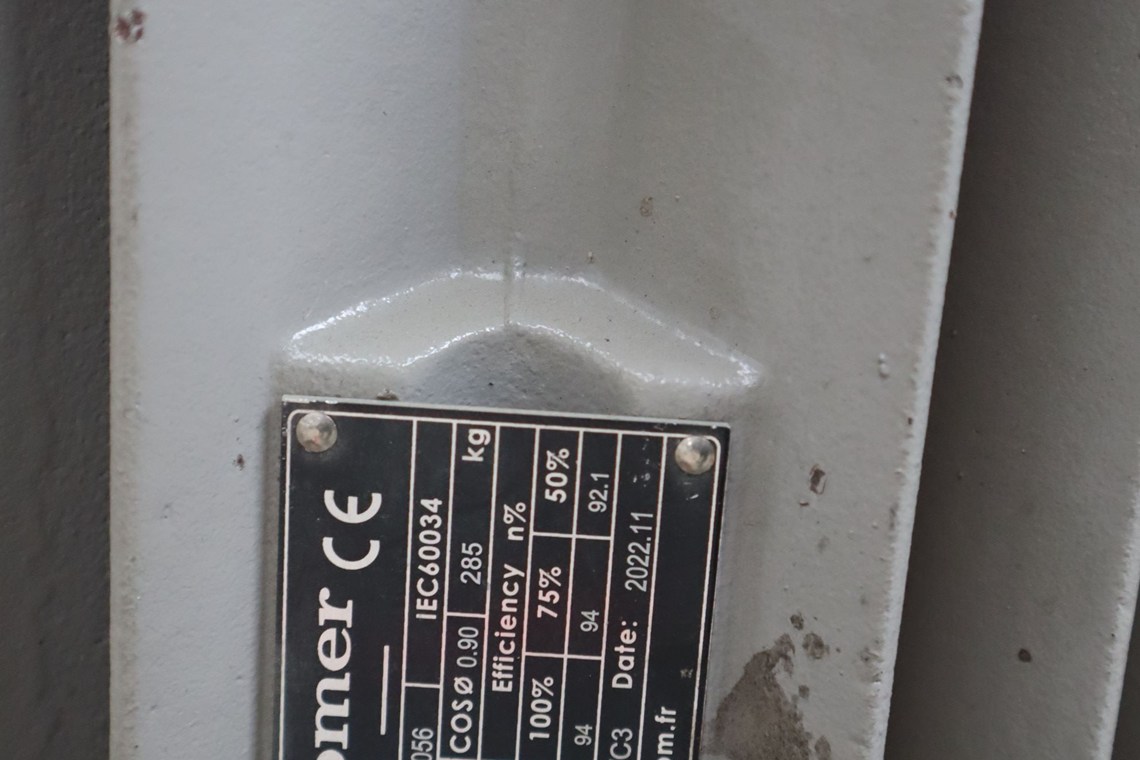 omer CE
056 IEC60034
COSØ 0.90 285 kg
Efficiency n%
100% 75% 50%
94 94 92.1
C3 Date: 2022.11
om.fr